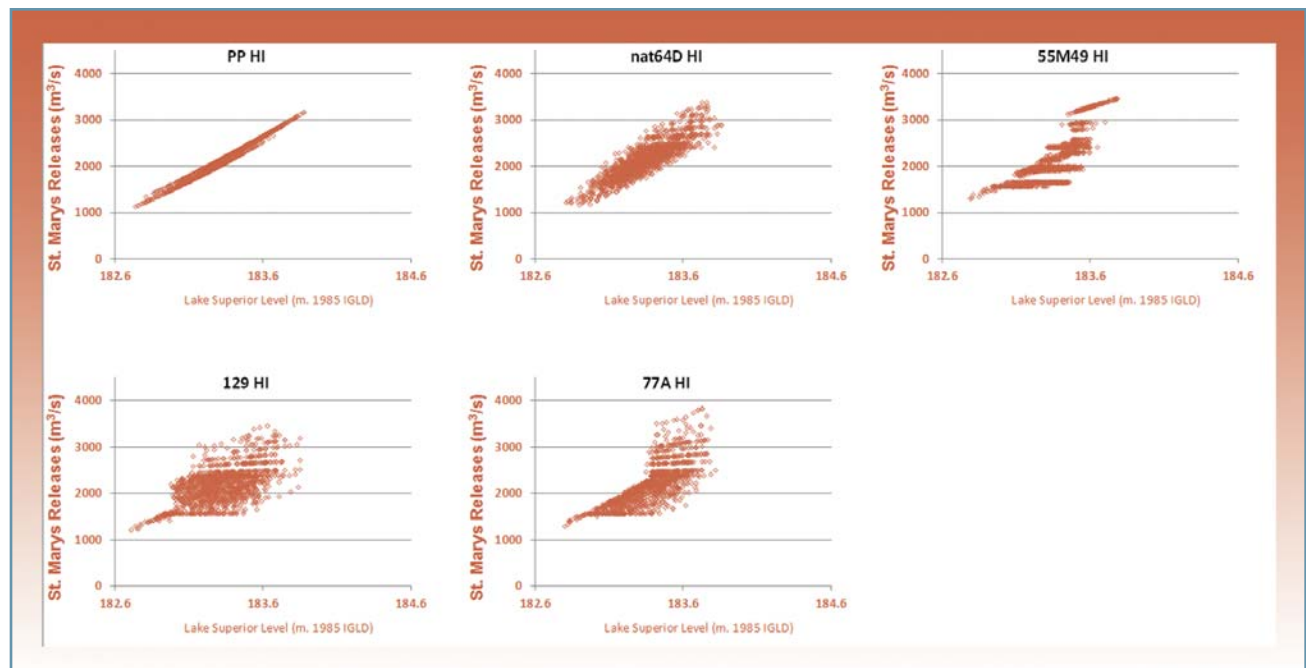 PP HI
St. Marys Releases (m³/s)
4000
3000
2000
1000
0
182.6
183.6
184.6
Lake Superior Level (m. 1985 IGLD)
nat64D HI
St. Marys Releases (m³/s)
4000
3000
2000
1000
0
182.6
183.6
184.6
Lake Superior Level (m. 1985 IGLD)
55M49 HI
St. Marys Releases (m³/s)
4000
3000
2000
1000
0
182.6
183.6
184.6
Lake Superior Level (m. 1985 IGLD)
129 HI
St. Marys Releases (m³/s)
4000
3000
2000
1000
0
182.6
183.6
184.6
Lake Superior Level (m. 1985 IGLD)
77A HI
St. Marys Releases (m³/s)
4000
3000
2000
1000
0
182.6
183.6
184.6
Lake Superior Level (m. 1985 IGLD)